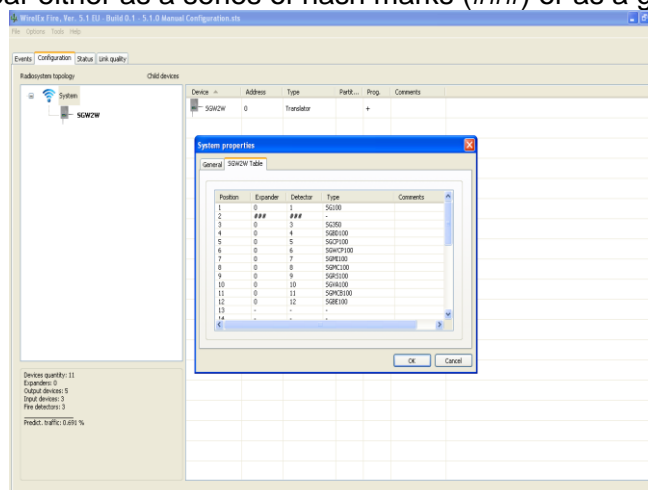 ar either as a series of hash marks (###) or as a g
WirelEx Fire, Ver. 5.1 EU - Build 0.1 - 5.1.0 Manual Configuration.sts
File Options Tools Help
Events Configuration Status Link quality
Radiosystem topology Child devices
System
SGW2W
Device Address Type Partit... Prog. Comments
SGW2W 0 Translator +
System properties
General SGW2W Table
Position Expander Detector Type Comments
1 0 1 SG100
2 ### ### -
3 0 3 SG350
4 0 4 SGBD100
5 0 5 SGCP100
6 0 6 SGWCP100
7 0 7 SGMI100
8 0 8 SGMC100
9 0 9 SGRS100
10 0 10 SGVA100
11 0 11 SGMCB100
12 0 12 SGBE100
13 - - -
14 - - -
OK Cancel
Devices quantity: 11
Expanders: 0
Output devices: 5
Input devices: 3
Fire detectors: 3
Predict. traffic: 0.691 %